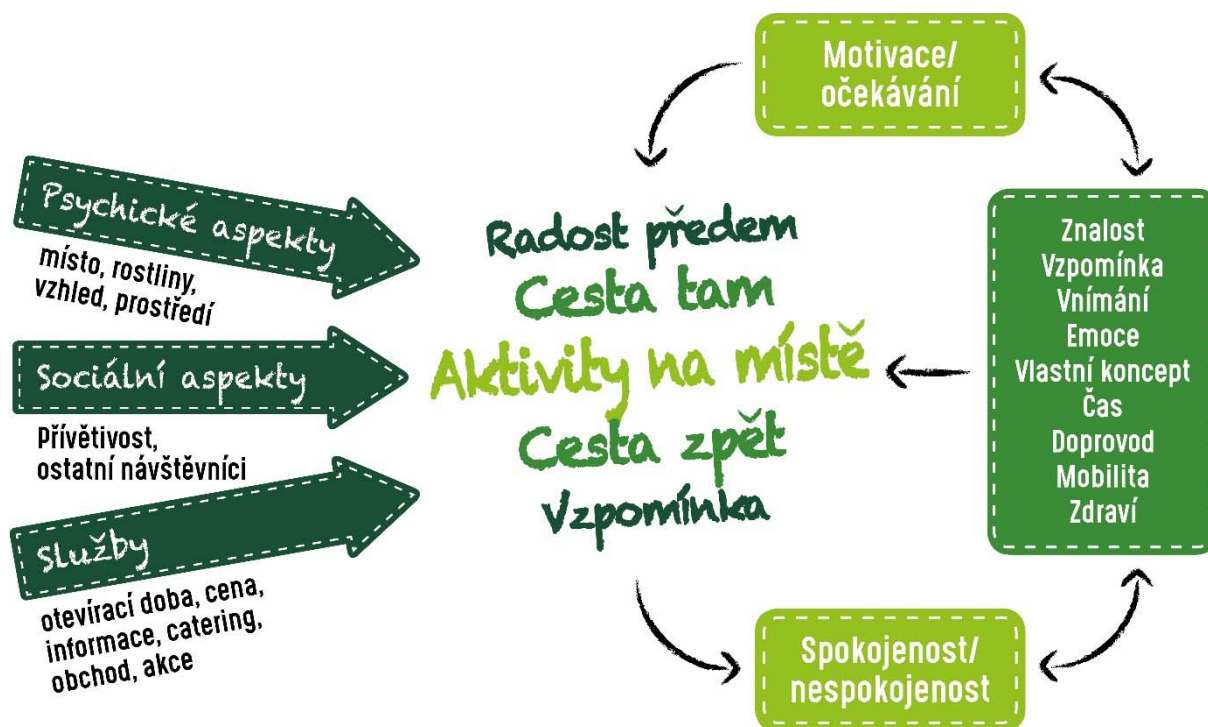 Motivace/
očekávání
Psychické aspekty
místo, rostliny,
vzhled, prostředí
Sociální aspekty
Přívětivost,
ostatní návštěvníci
Služby
otevírací doba, cena,
informace, catering,
obchod, akce
Radost předem
Cesta tam
Aktivity na místě
Cesta zpět
Vzpomínka
Znalost
Vzpomínka
Vnímání
Emoce
Vlastní koncept
Čas
Doprovod
Mobilita
Zdraví
Spokojenost/
nespokojenost